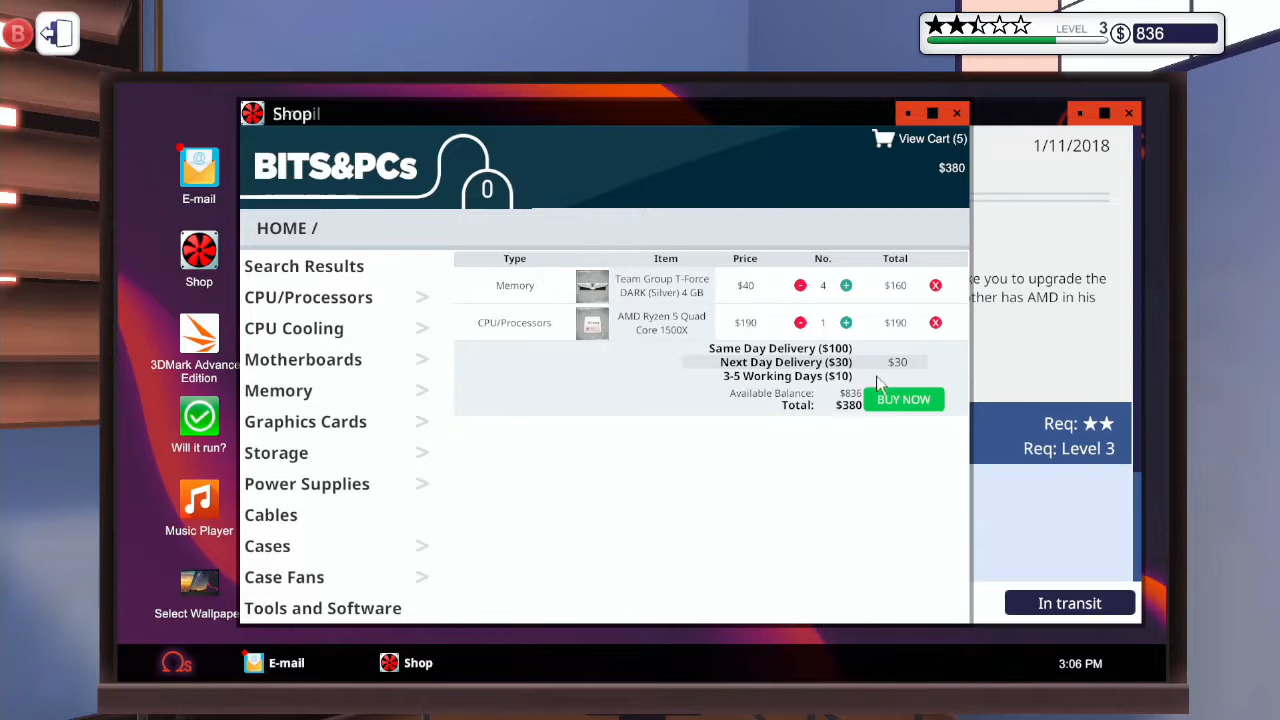 B
LEVEL 3 $ 836
Shop
View Cart (5)
$380
BITS&PCs
HOME /
1/11/2018
E-mail
Shop
3DMark Advance
Edition
Will it run?
Music Player
Select Wallpape
Search Results
CPU/Processors >
CPU Cooling >
Motherboards >
Memory >
Graphics Cards >
Storage >
Power Supplies >
Cables
Cases >
Case Fans >
Tools and Software
Type Item Price No. Total
Memory Team Group T-Force DARK (Silver) 4 GB $40 - 4 + $160 X
CPU/Processors AMD Ryzen 5 Quad Core 1500X $190 - 1 + $190 X
Same Day Delivery ($100)
Next Day Delivery ($30) $30
3-5 Working Days ($10)
Available Balance: $836
Total: $380
BUY NOW
ke you to upgrade the
ther has AMD in his
Req: ★★
Req: Level 3
In transit
Ωs E-mail Shop 3:06 PM